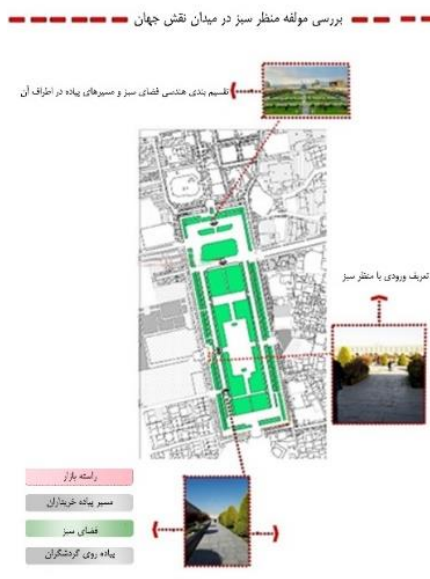 بررسی مولفه منظر سبز در میدان نقش جهان
تقسیم بندی هندسی فضای سبز و مسیرهای پیاده در اطراف آن
تعریف ورودی با منظر سبز
راسته بازار
مسیر پیاده خریداران
فضای سبز
پیاده روی گردشگران